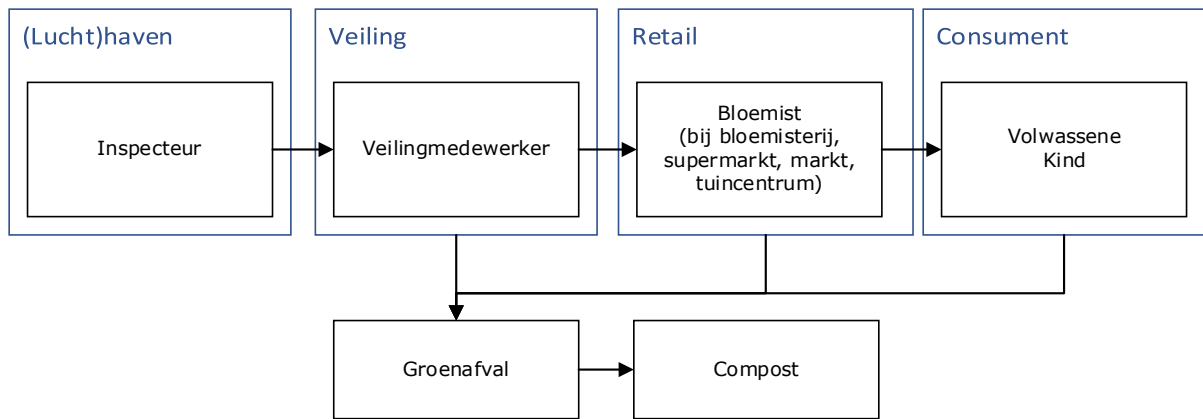 (Lucht)haven
Veiling
Retail
Consument
Inspecteur
Veilingmedewerker
Bloemist
(bij bloemisterij,
supermarkt, markt,
tuincentrum)
Volwassene
Kind
Groenafval
Compost